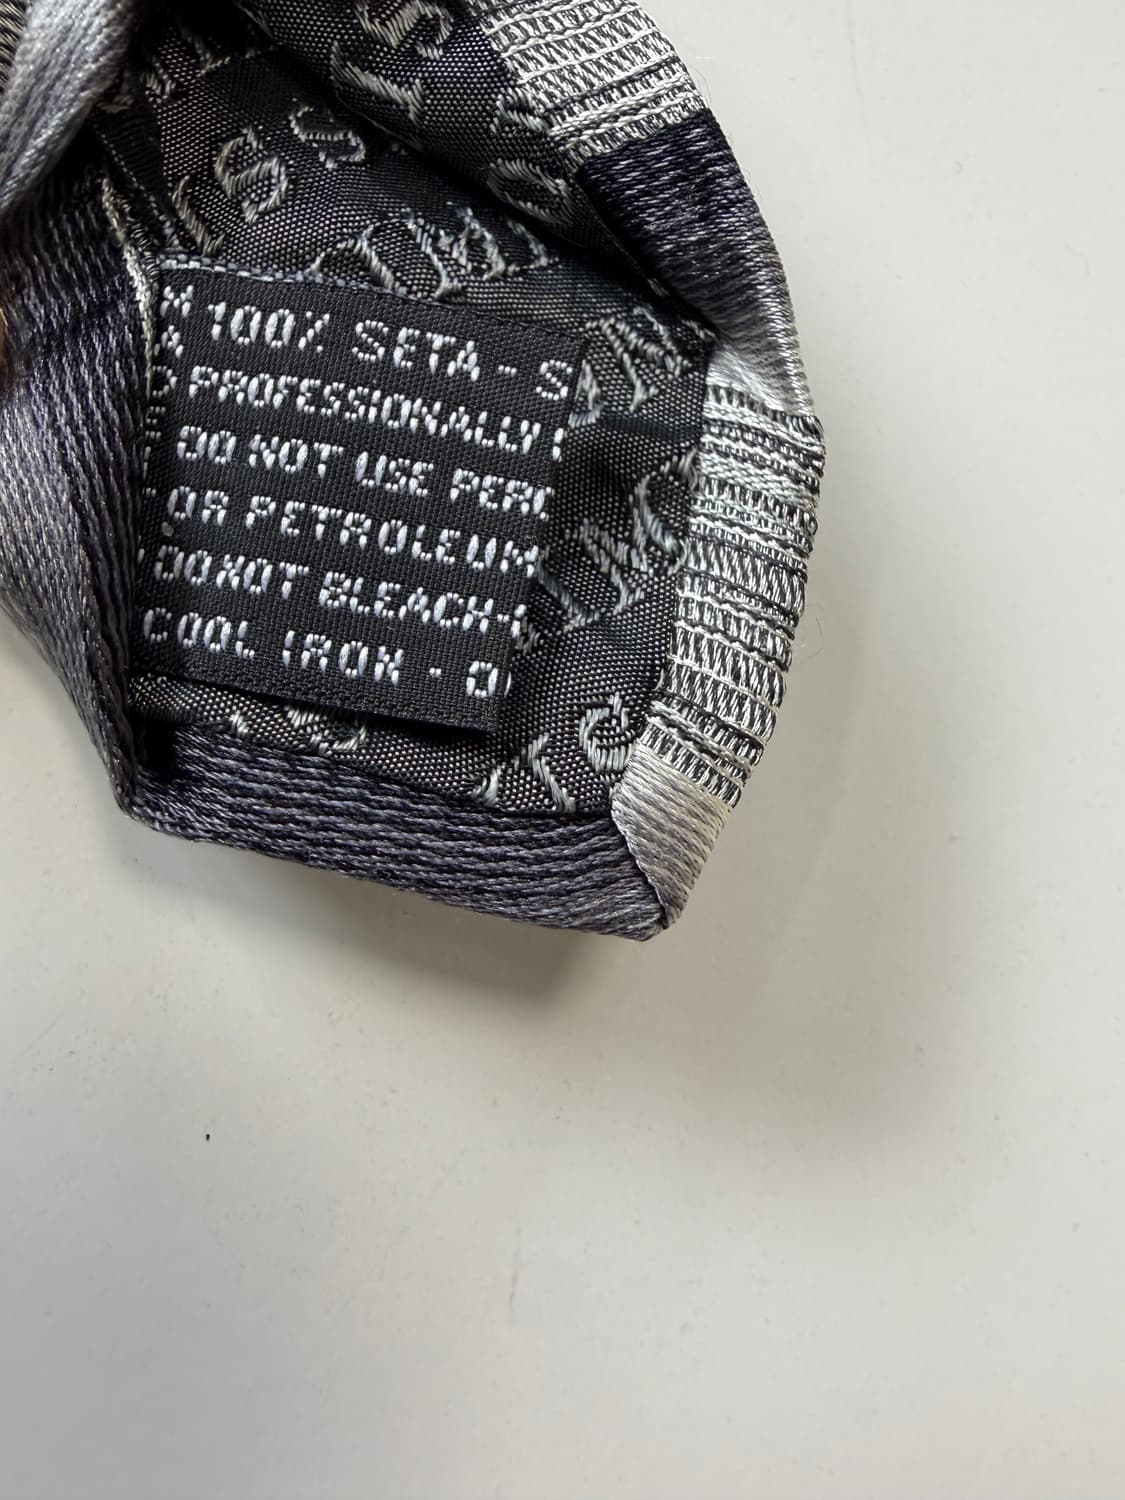 100% SETA - S
PROFESSIONALLY
DO NOT USE PER
OR PETROLEUM
DO NOT BLEACH-
COOL IRON -